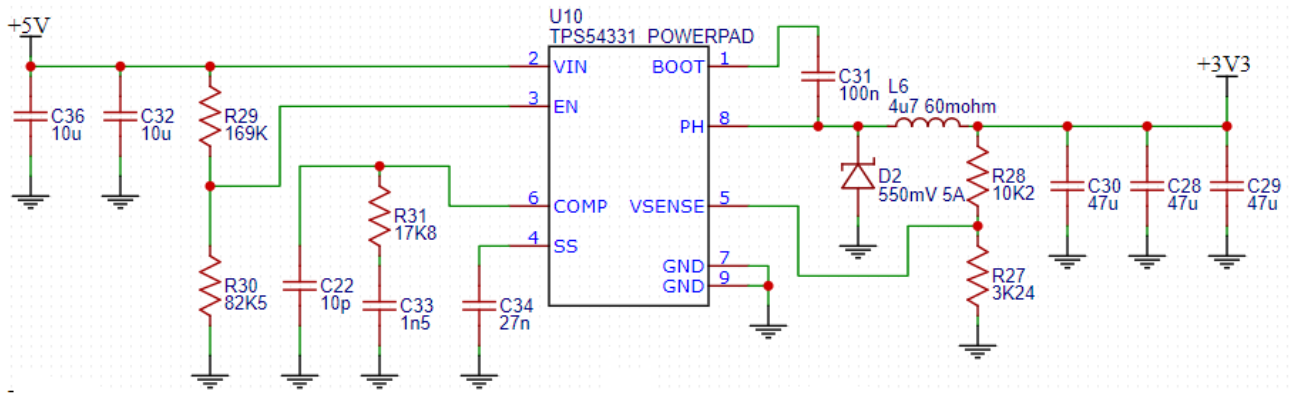 +5V
U10
TPS54331_POWERPAD
2 VIN
BOOT 1
3 EN
PH 8
6 COMP
VSENSE 5
4 SS
GND 7
GND 9
C36
10u
C32
10u
R29
169K
R30
82K5
C22
10p
R31
17K8
C33
1n5
C34
27n
C31
100n
L6
4u7 60mohm
+3V3
D2
550mV 5A
R28
10K2
R27
3K24
C30
47u
C28
47u
C29
47u
-